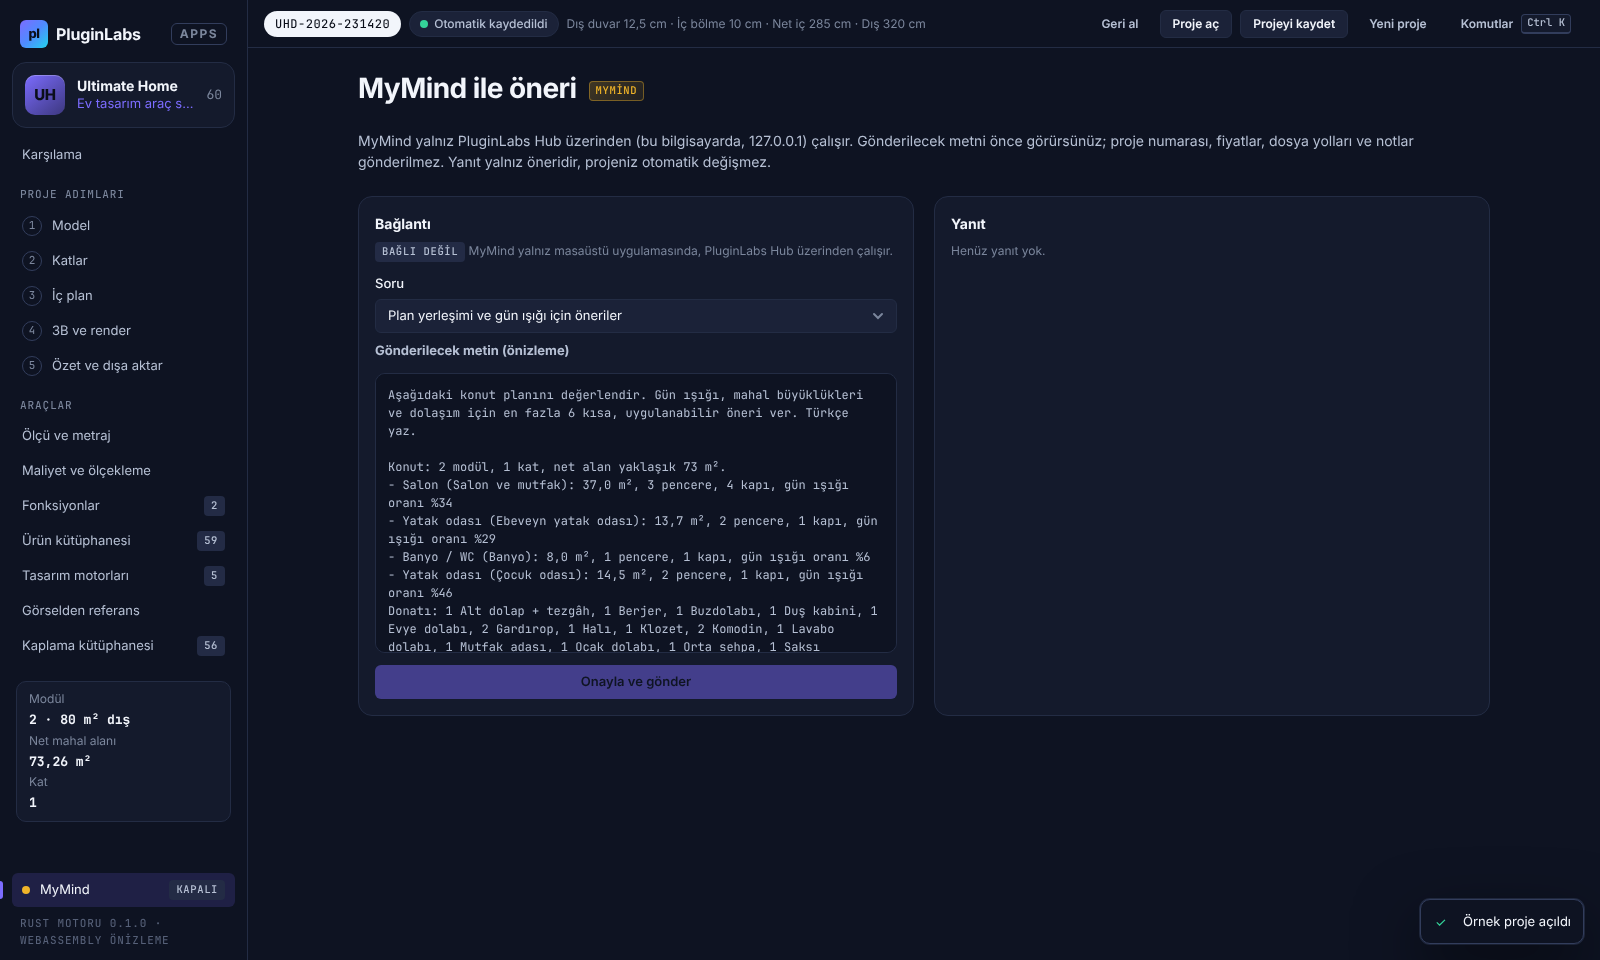 pl PluginLabs APPS
UH Ultimate Home
Ev tasarım araç s... 60
Karşılama
PROJE ADIMLARI
1 Model
2 Katlar
3 İç plan
4 3B ve render
5 Özet ve dışa aktar
ARAÇLAR
Ölçü ve metraj
Maliyet ve ölçekleme
Fonksiyonlar 2
Ürün kütüphanesi 59
Tasarım motorları 5
Görselden referans
Kaplama kütüphanesi 56
Modül
2 · 80 m² dış
Net mahal alanı
73,26 m²
Kat
1
MyMind KAPALI
RUST MOTORU 0.1.0 ·
WEBASSEMBLY ÖNİZLEME
UHD-2026-231420 Otomatik kaydedildi Dış duvar 12,5 cm · İç bölme 10 cm · Net iç 285 cm · Dış 320 cm Geri al Proje aç Projeyi kaydet Yeni proje Komutlar Ctrl K
MyMind ile öneri MYMİND
MyMind yalnız PluginLabs Hub üzerinden (bu bilgisayarda, 127.0.0.1) çalışır. Gönderilecek metni önce görürsünüz; proje numarası, fiyatlar, dosya yolları ve notlar
gönderilmez. Yanıt yalnız öneridir, projeniz otomatik değişmez.
Bağlantı
BAĞLI DEĞİL MyMind yalnız masaüstü uygulamasında, PluginLabs Hub üzerinden çalışır.
Soru
Plan yerleşimi ve gün ışığı için öneriler
Gönderilecek metin (önizleme)
Aşağıdaki konut planını değerlendir. Gün ışığı, mahal büyüklükleri
ve dolaşım için en fazla 6 kısa, uygulanabilir öneri ver. Türkçe
yaz.
Konut: 2 modül, 1 kat, net alan yaklaşık 73 m².
- Salon (Salon ve mutfak): 37,0 m², 3 pencere, 4 kapı, gün ışığı
oranı %34
- Yatak odası (Ebeveyn yatak odası): 13,7 m², 2 pencere, 1 kapı, gün
ışığı oranı %29
- Banyo / WC (Banyo): 8,0 m², 1 pencere, 1 kapı, gün ışığı oranı %6
- Yatak odası (Çocuk odası): 14,5 m², 2 pencere, 1 kapı, gün ışığı
oranı %46
Donatı: 1 Alt dolap + tezgâh, 1 Berjer, 1 Buzdolabı, 1 Duş kabini, 1
Evye dolabı, 2 Gardırop, 1 Halı, 1 Klozet, 2 Komodin, 1 Lavabo
dolabı, 1 Mutfak adası, 1 Ocak dolabı, 1 Orta sehpa, 1 Saksı
Onayla ve gönder
Yanıt
Henüz yanıt yok.
Örnek proje açıldı